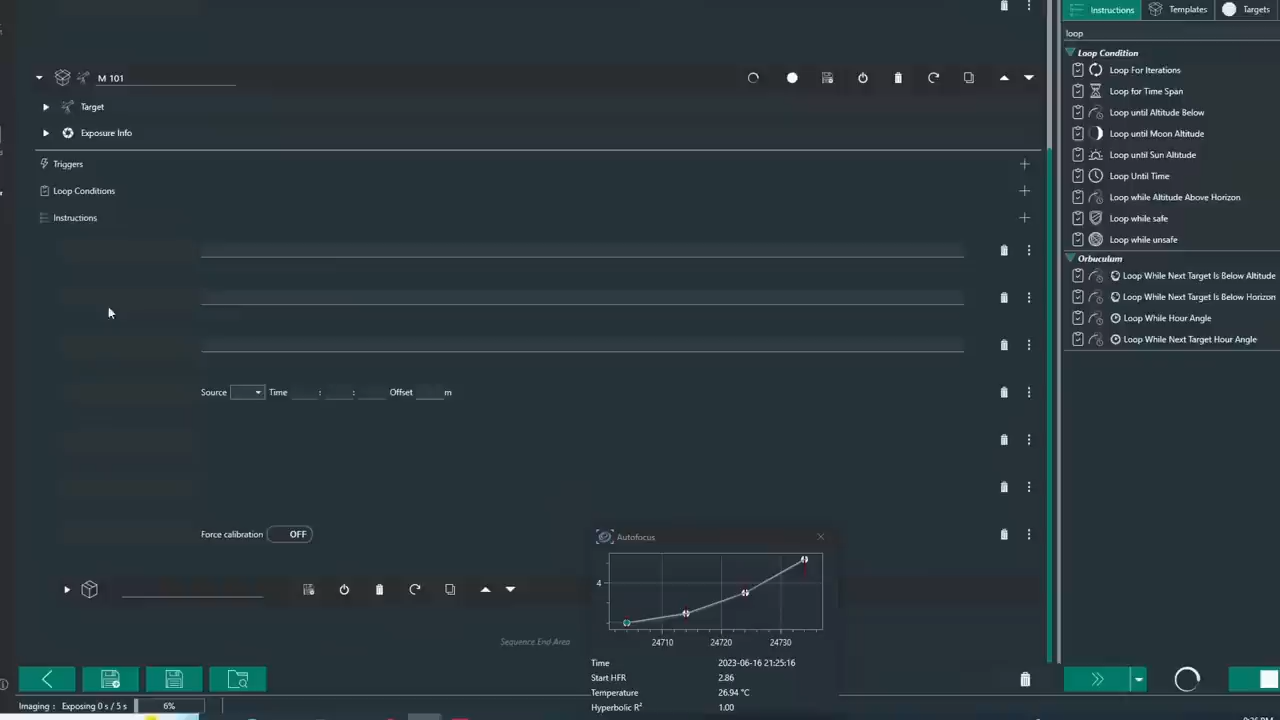 Instructions
Templates
Targets
loop
Loop Condition
M 101
Loop For Iterations
Loop for Time Span
Target
Loop until Altitude Below
Exposure Info
Loop until Moon Altitude
Loop until Sun Altitude
Triggers
Loop Until Time
Loop Conditions
Loop while Altitude Above Horizon
Instructions
Loop while safe
Loop while unsafe
Orbuculum
Loop While Next Target Is Below Altitude
Loop While Next Target Is Below Horizon
Loop While Hour Angle
Loop While Next Target Hour Angle
Source Time : : Offset m
Force calibration OFF
Autofocus
4
24710 24720 24730
Sequence End Area
Time 2023-06-16 21:25:16
Start HFR 2.86
Temperature 26.94 °C
Hyperbolic R² 1.00
Imaging : Exposing 0 s / 5 s 6%